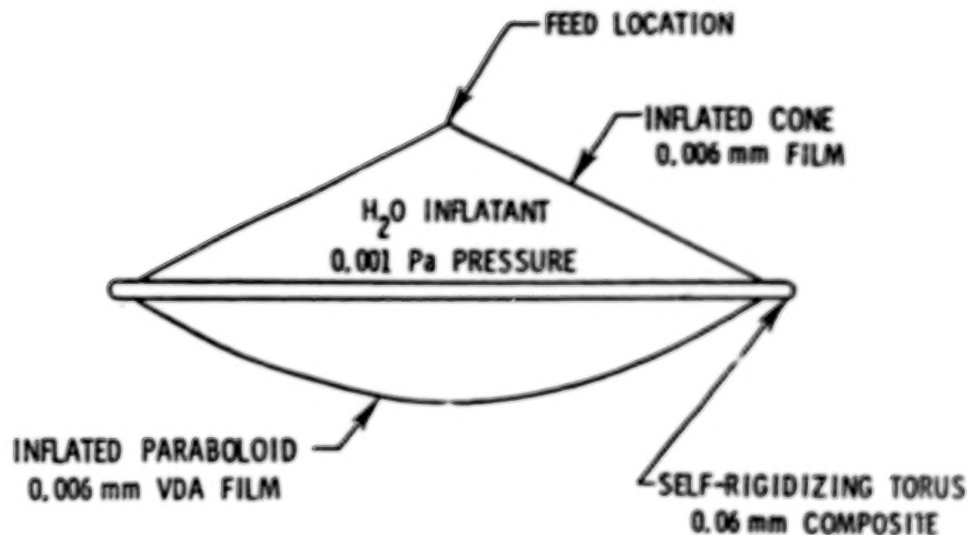 FEED LOCATION
INFLATED CONE
0.006 mm FILM
H₂O INFLATANT
0.001 Pa PRESSURE
INFLATED PARABOLOID
0.006 mm VDA FILM
SELF-RIGIDIZING TORUS
0.06 mm COMPOSITE